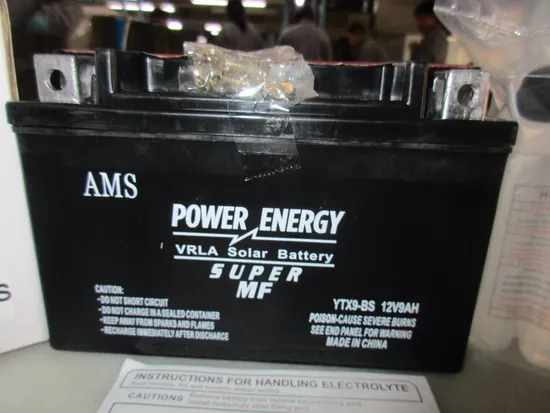 AMS
POWER ENERGY
VRLA Solar Battery
SUPER
MF
CAUTION:
-DO NOT SHORT CIRCUIT
-DO NOT CHARGE IN A SEALED CONTAINER
-KEEP AWAY FROM SPARKS AND FLAMES
-RECHARGE IMMEDIATELY AFTER DISCHARGE
YTX9-BS 12V9AH
POISON-CAUSE SEVERE BURNS
SEE END PANEL FOR WARNING
MADE IN CHINA
S
INSTRUCTIONS FOR HANDLING ELECTROLYTE
CAUTIONS